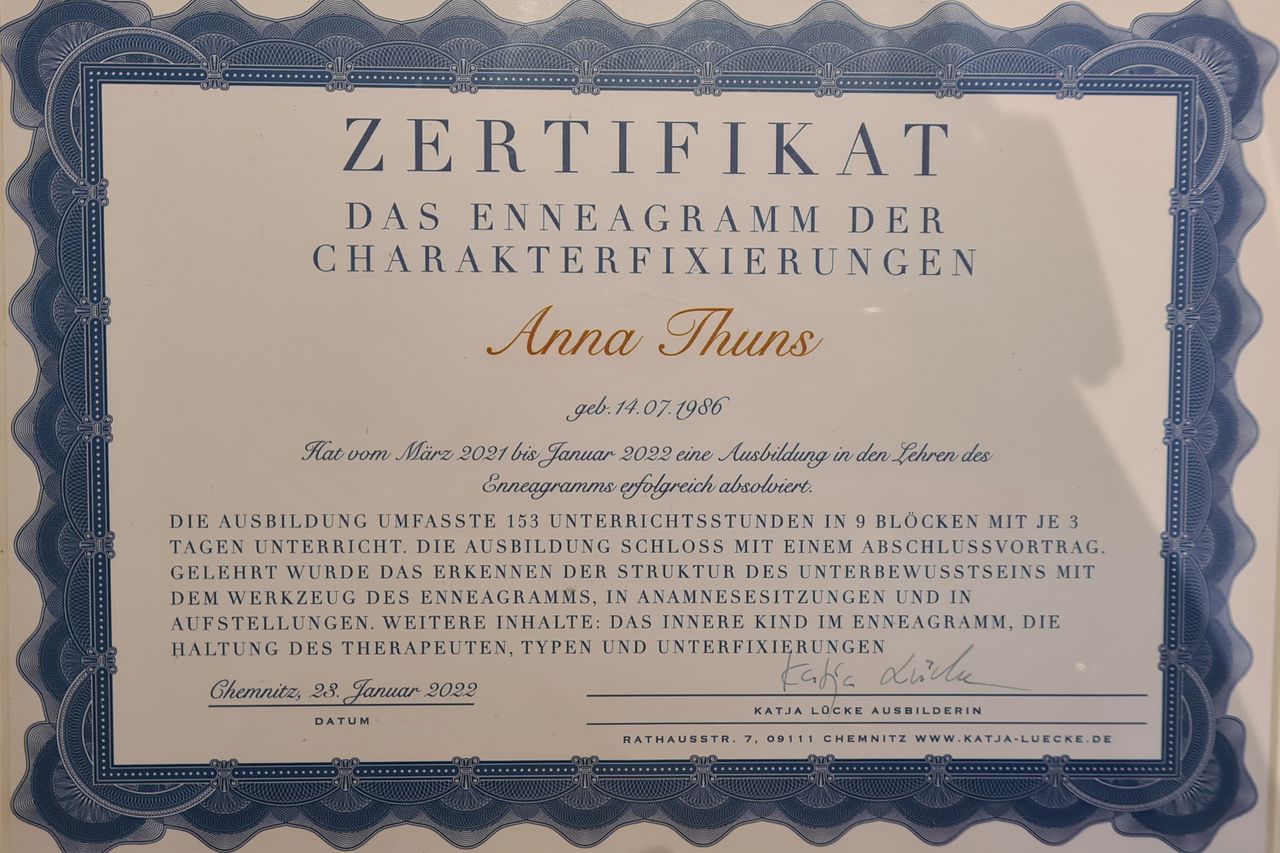 ZERTIFIKAT
DAS ENNEAGRAMM DER
CHARAKTERFIXIERUNGEN
Anna Thuns
geb. 14.07.1986
Hat vom März 2021 bis Januar 2022 eine Ausbildung in den Lehren des
Enneagramms erfolgreich absolviert.
DIE AUSBILDUNG UMFASSTE 153 UNTERRICHTSSTUNDEN IN 9 BLÖCKEN MIT JE 3
TAGEN UNTERRICHT. DIE AUSBILDUNG SCHLOSS MIT EINEM ABSCHLUSSVORTRAG.
GELEHRT WURDE DAS ERKENNEN DER STRUKTUR DES UNTERBEWUSSTSEINS MIT
DEM WERKZEUG DES ENNEAGRAMMS, IN ANAMNESESITZUNGEN UND IN
AUFSTELLUNGEN. WEITERE INHALTE: DAS INNERE KIND IM ENNEAGRAMM, DIE
HALTUNG DES THERAPEUTEN, TYPEN UND UNTERFIXIERUNGEN
Katja Lücke
Chemnitz, 23. Januar 2022
DATUM
KATJA LÜCKE AUSBILDERIN
RATHAUSSTR. 7, 09111 CHEMNITZ WWW.KATJA-LUECKE.DE